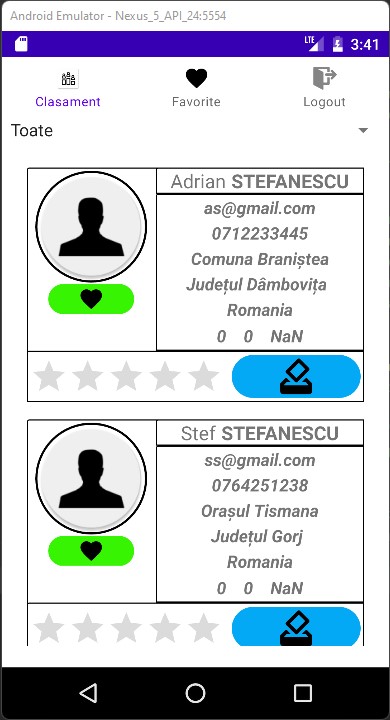 Android Emulator - Nexus_5_API_24:5554
LTE 3:41
Clasament Favorite Logout
Toate
Adrian STEFANESCU
as@gmail.com
0712233445
Comuna Braniștea
Județul Dâmbovița
Romania
0 0 NaN
Stef STEFANESCU
ss@gmail.com
0764251238
Orașul Tismana
Județul Gorj
Romania
0 0 NaN